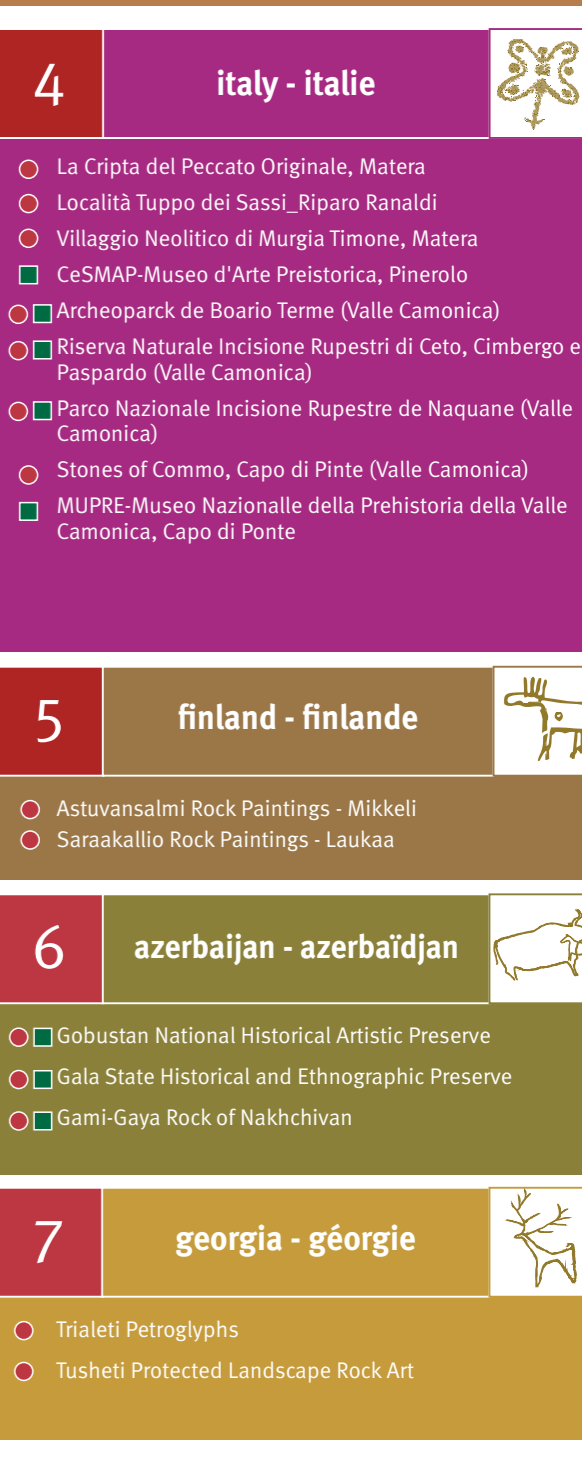 4
italy - italie
La Cripta del Peccato Originale, Matera
Località Tuppo dei Sassi_Riparo Ranaldi
Villaggio Neolitico di Murgia Timone, Matera
CeSMAP-Museo d'Arte Preistorica, Pinerolo
Archeoparck de Boario Terme (Valle Camonica)
Riserva Naturale Incisione Rupestri di Ceto, Cimbergo e
Paspardo (Valle Camonica)
Parco Nazionale Incisione Rupestre de Naquane (Valle
Camonica)
Stones of Commo, Capo di Pinte (Valle Camonica)
MUPRE-Museo Nazionalle della Prehistoria della Valle
Camonica, Capo di Ponte
5
finland - finlande
Astuvansalmi Rock Paintings - Mikkeli
Saraakallio Rock Paintings - Laukaa
6
azerbaijan - azerbaïdjan
Gobustan National Historical Artistic Preserve
Gala State Historical and Ethnographic Preserve
Gami-Gaya Rock of Nakhchivan
7
georgia - géorgie
Trialeti Petroglyphs
Tusheti Protected Landscape Rock Art